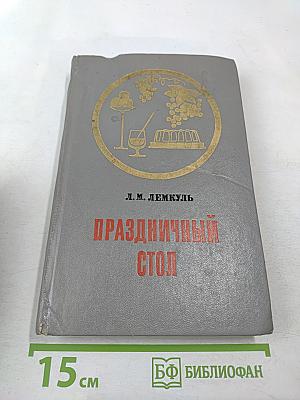 Л. М. ЛЕМКУЛЬ
ПРАЗДНИЧНЫЙ
СТОЛ
15 см
БФ БИБЛИОФАН